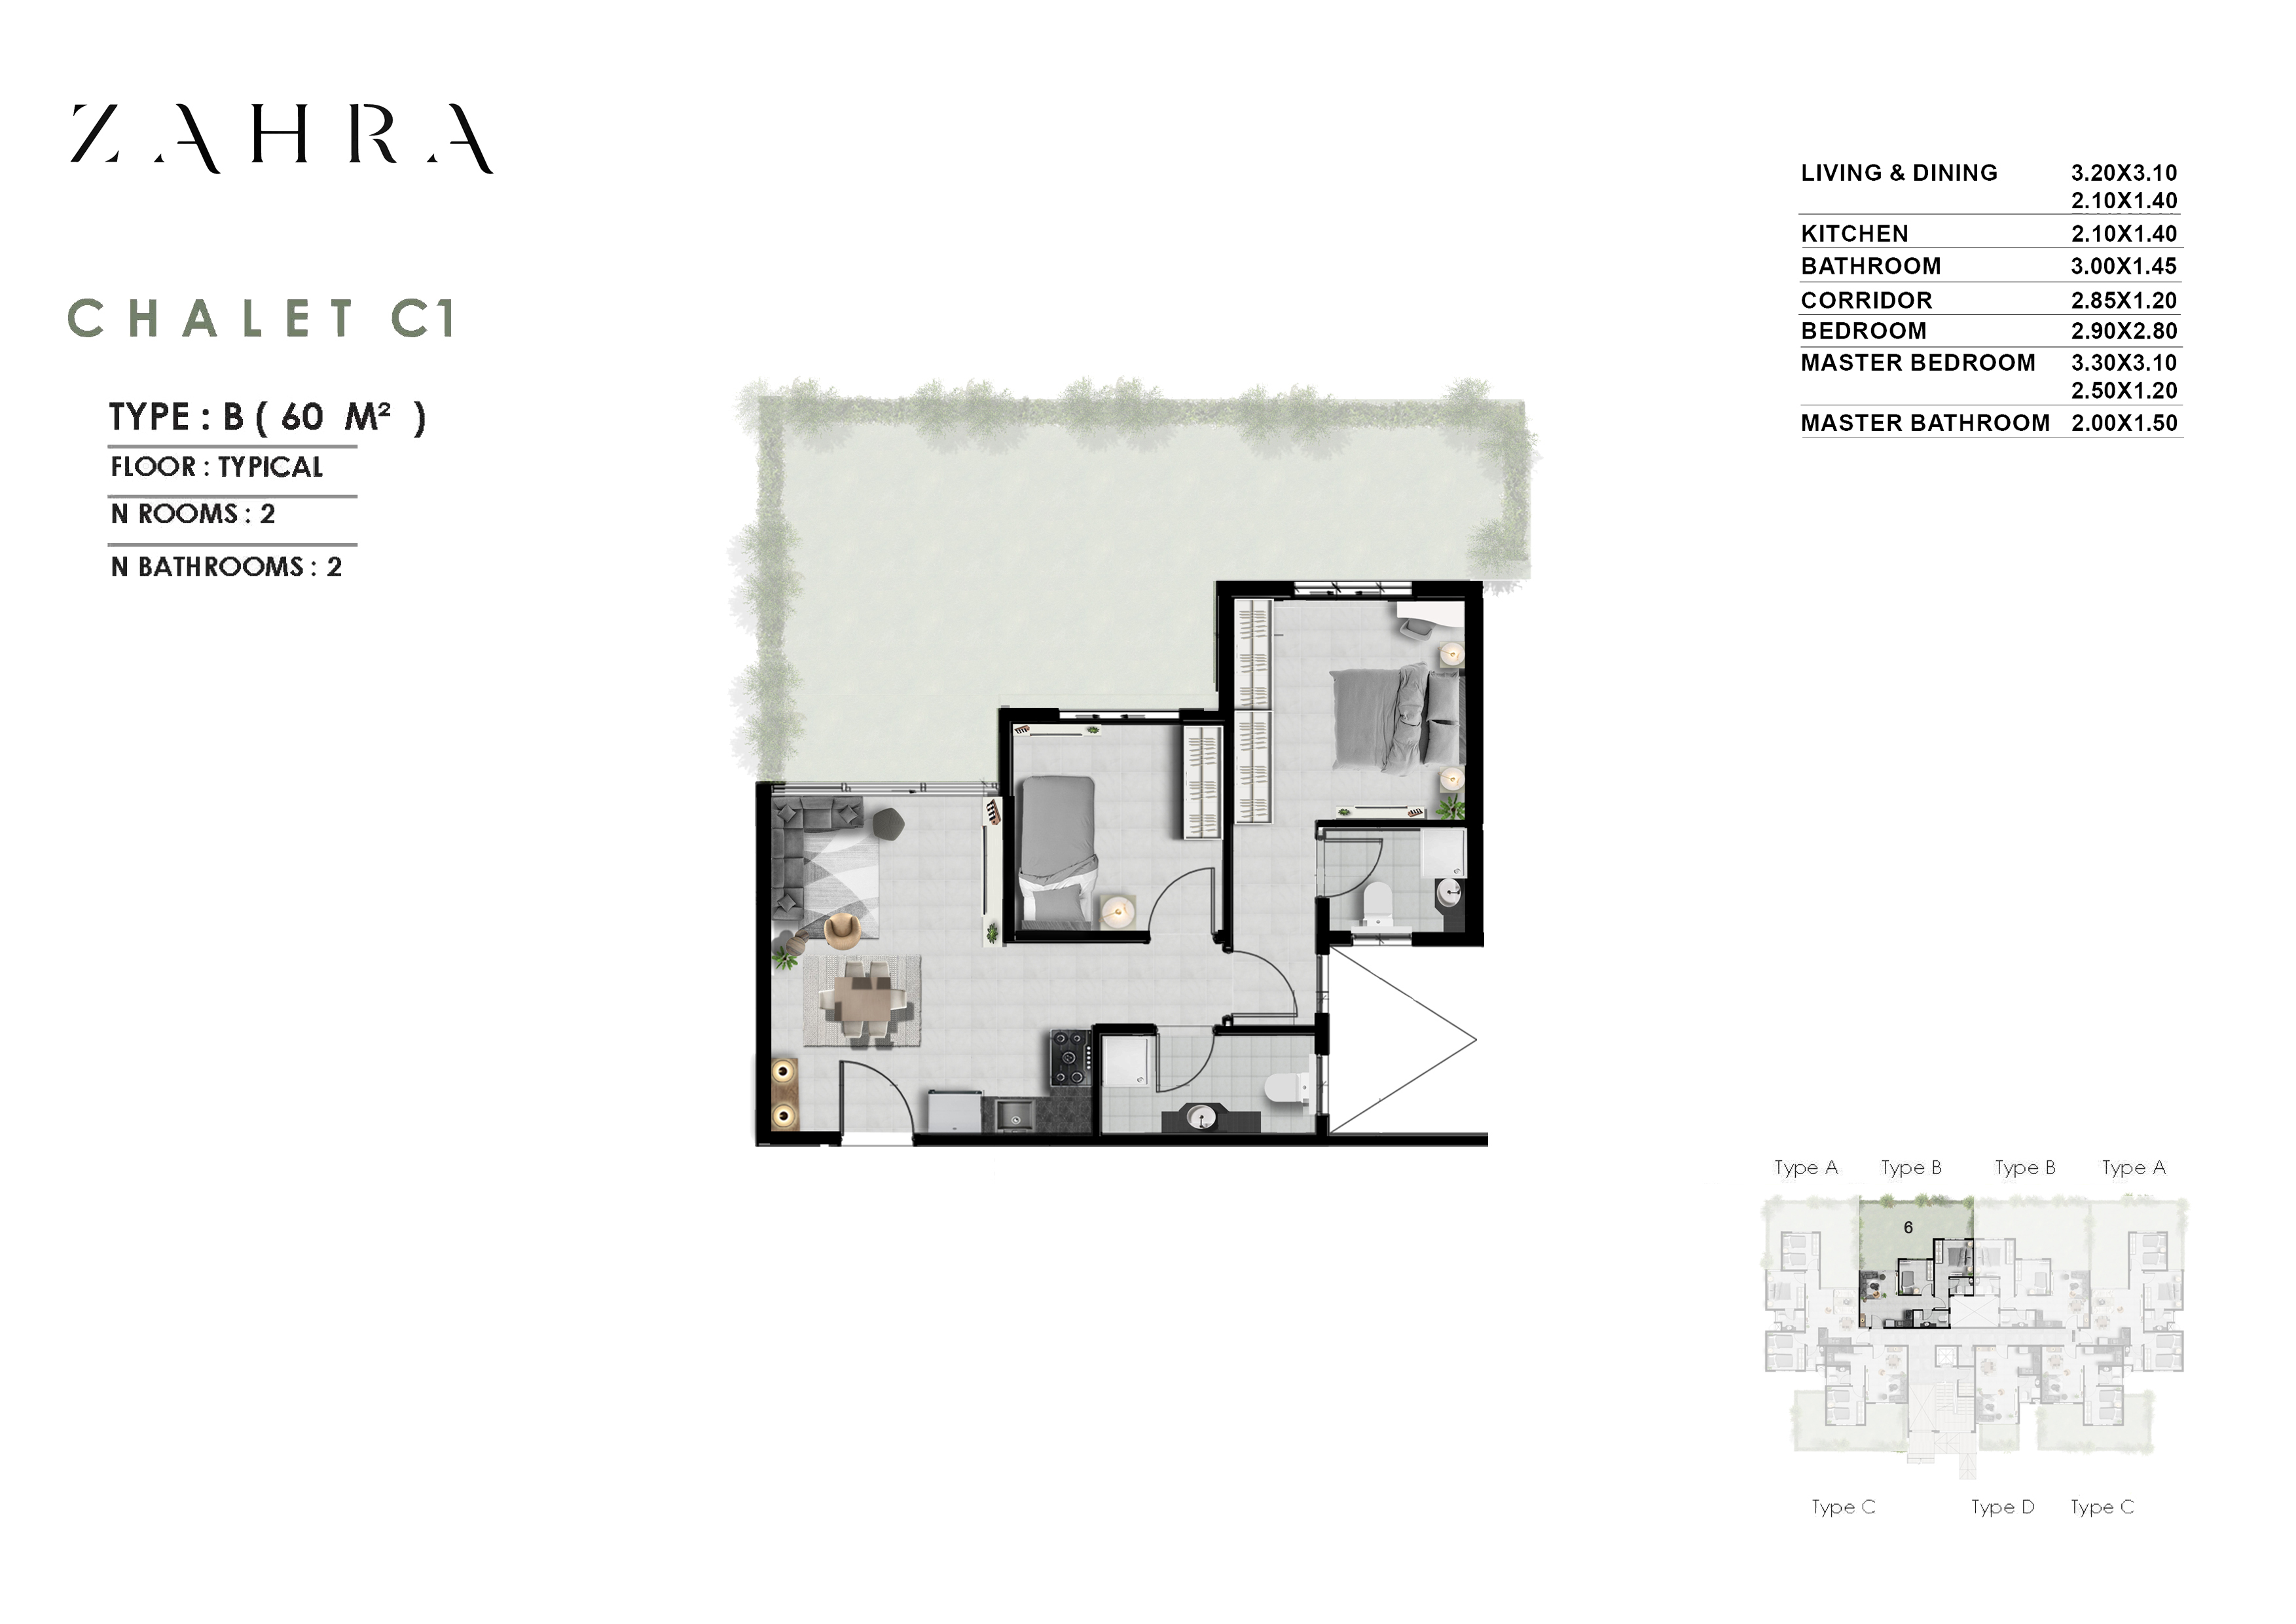 ZAHRA
CHALET C1
TYPE : B ( 60 M² )
FLOOR : TYPICAL
N ROOMS : 2
N BATHROOMS : 2
LIVING & DINING 3.20X3.10
2.10X1.40
KITCHEN 2.10X1.40
BATHROOM 3.00X1.45
CORRIDOR 2.85X1.20
BEDROOM 2.90X2.80
MASTER BEDROOM 3.30X3.10
2.50X1.20
MASTER BATHROOM 2.00X1.50
Type A Type B Type B Type A
6
Type C Type D Type C